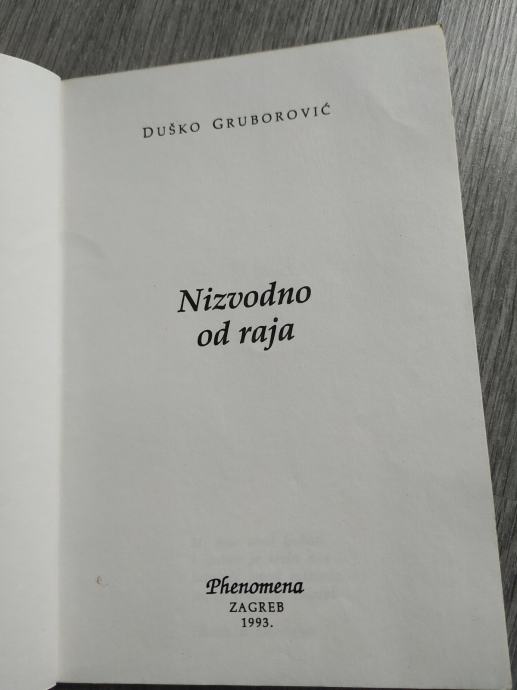 DUŠKO GRUBOROVIĆ
Nizvodno
od raja
Phenomena
ZAGREB
1993.